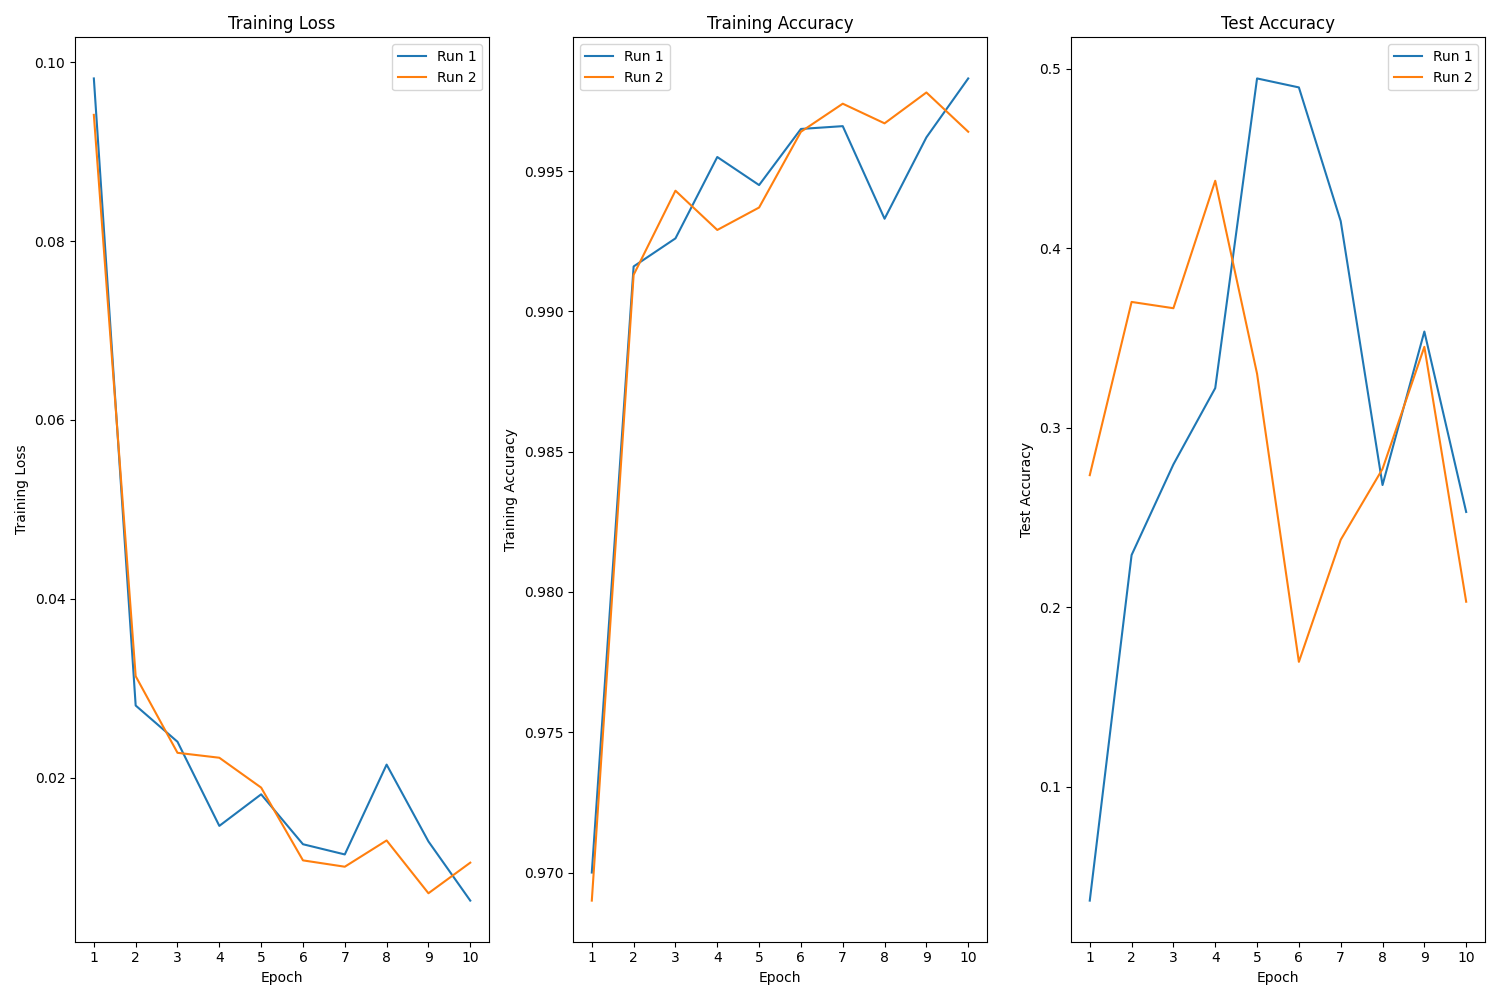 Training Loss
Training Loss
0.10
0.08
0.06
0.04
0.02
Run 1
Run 2
1 2 3 4 5 6 7 8 9 10
Epoch
Training Accuracy
Training Accuracy
0.995
0.990
0.985
0.980
0.975
0.970
Run 1
Run 2
1 2 3 4 5 6 7 8 9 10
Epoch
Test Accuracy
Test Accuracy
0.5
0.4
0.3
0.2
0.1
Run 1
Run 2
1 2 3 4 5 6 7 8 9 10
Epoch